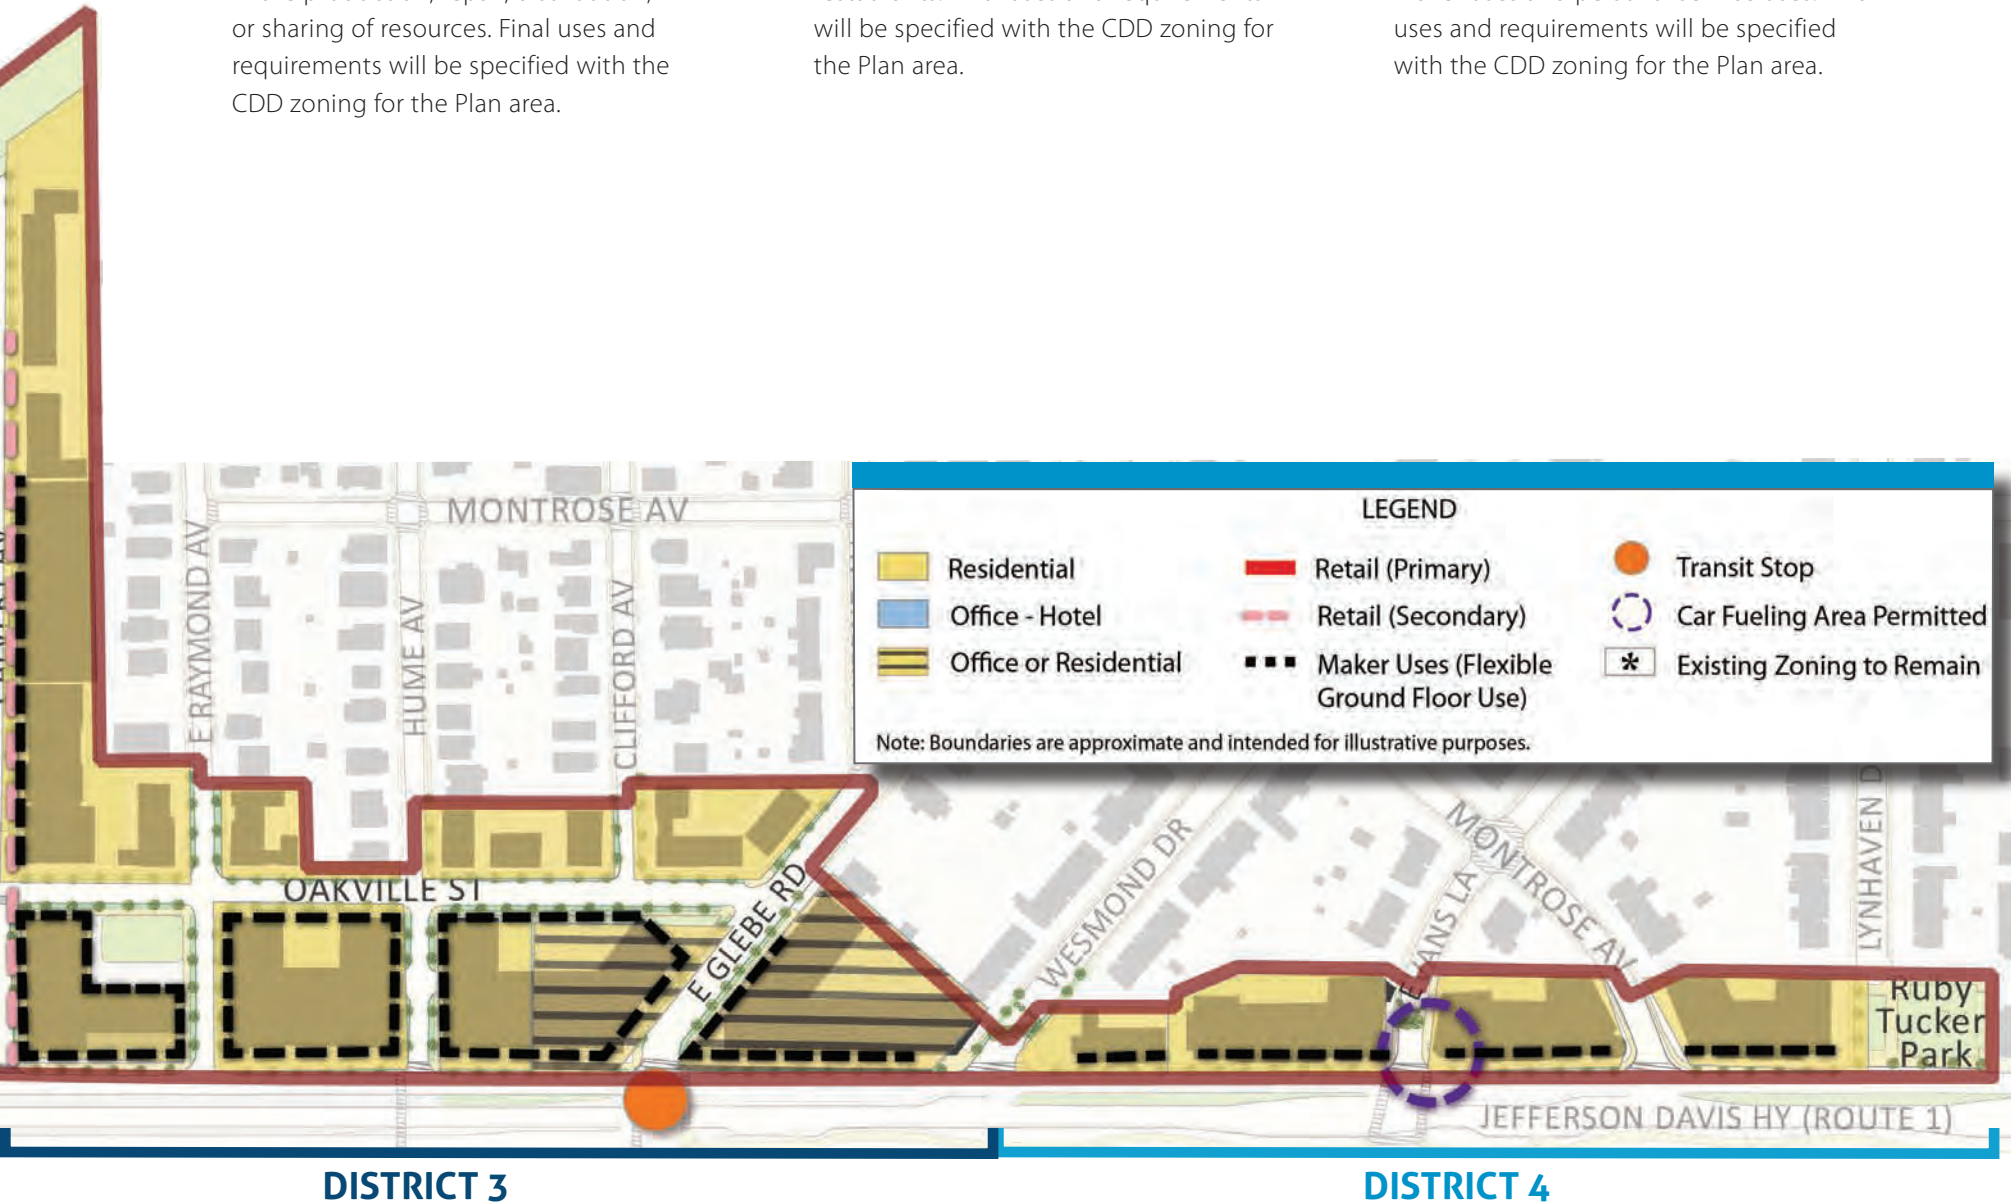 or sharing of resources. Final uses and
requirements will be specified with the
CDD zoning for the Plan area.
will be specified with the CDD zoning for
the Plan area.
uses and requirements will be specified
with the CDD zoning for the Plan area.
MONTROSE AV
E RAYMOND AV
HUME AV
CLIFFORD AV
LEGEND
Residential
Office - Hotel
Office or Residential
Retail (Primary)
Retail (Secondary)
Maker Uses (Flexible
Ground Floor Use)
Transit Stop
Car Fueling Area Permitted
* Existing Zoning to Remain
Note: Boundaries are approximate and intended for illustrative purposes.
OAKVILLE ST
E GLEBE RD
WESMOND DR
EVANS LA
MONTROSE AV
LYNHAVEN D
Ruby
Tucker
Park
JEFFERSON DAVIS HY (ROUTE 1)
DISTRICT 3
DISTRICT 4